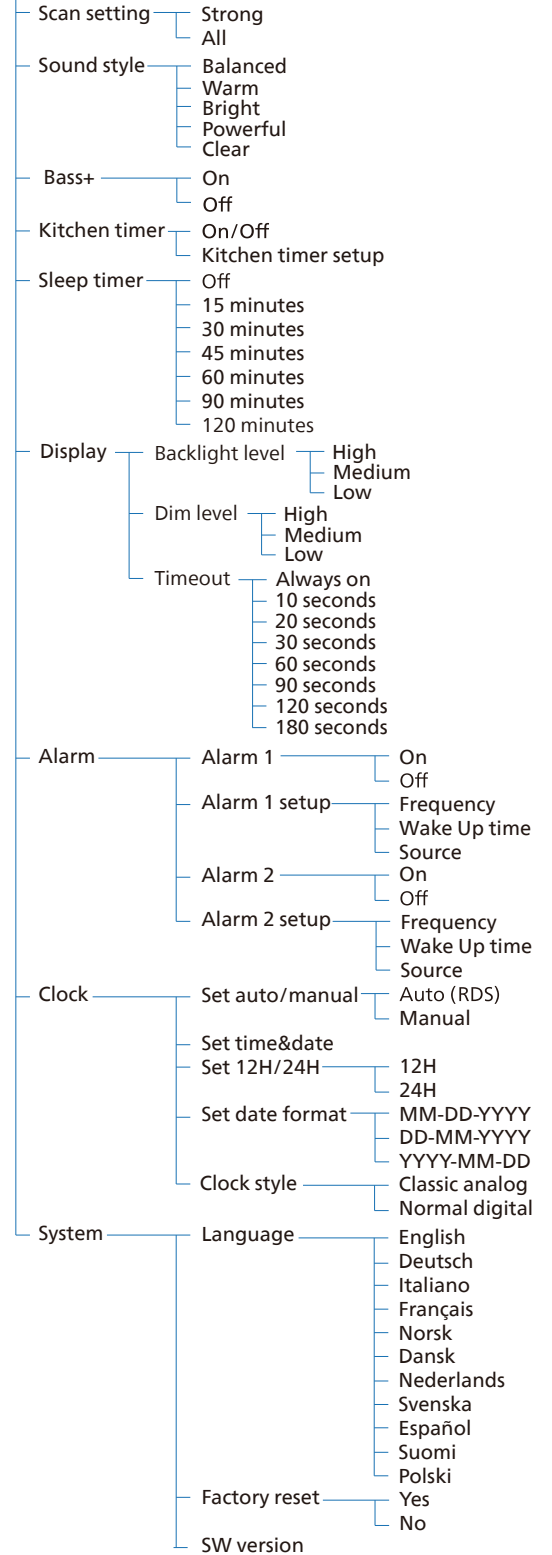 Scan setting Strong
All
Sound style Balanced
Warm
Bright
Powerful
Clear
Bass+ On
Off
Kitchen timer On/Off
Kitchen timer setup
Sleep timer Off
15 minutes
30 minutes
45 minutes
60 minutes
90 minutes
120 minutes
Display Backlight level High
Medium
Low
Dim level High
Medium
Low
Timeout Always on
10 seconds
20 seconds
30 seconds
60 seconds
90 seconds
120 seconds
180 seconds
Alarm Alarm 1 On
Off
Alarm 1 setup Frequency
Wake Up time
Source
Alarm 2 On
Off
Alarm 2 setup Frequency
Wake Up time
Source
Clock Set auto/manual Auto (RDS)
Manual
Set time&date
Set 12H/24H 12H
24H
Set date format MM-DD-YYYY
DD-MM-YYYY
YYYY-MM-DD
Clock style Classic analog
Normal digital
System Language English
Deutsch
Italiano
Français
Norsk
Dansk
Nederlands
Svenska
Español
Suomi
Polski
Factory reset Yes
No
SW version